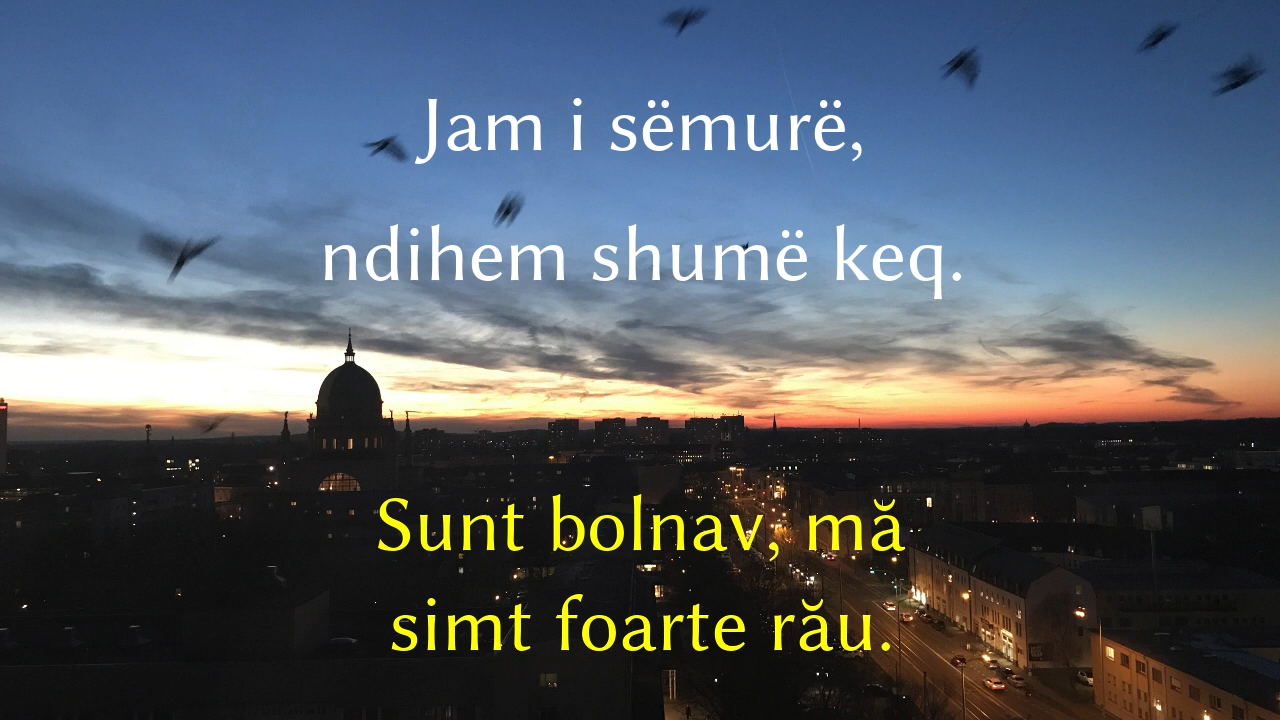 Jam i sëmurë,
ndihem shumë keq.
Sunt bolnav, mă
simt foarte rău.